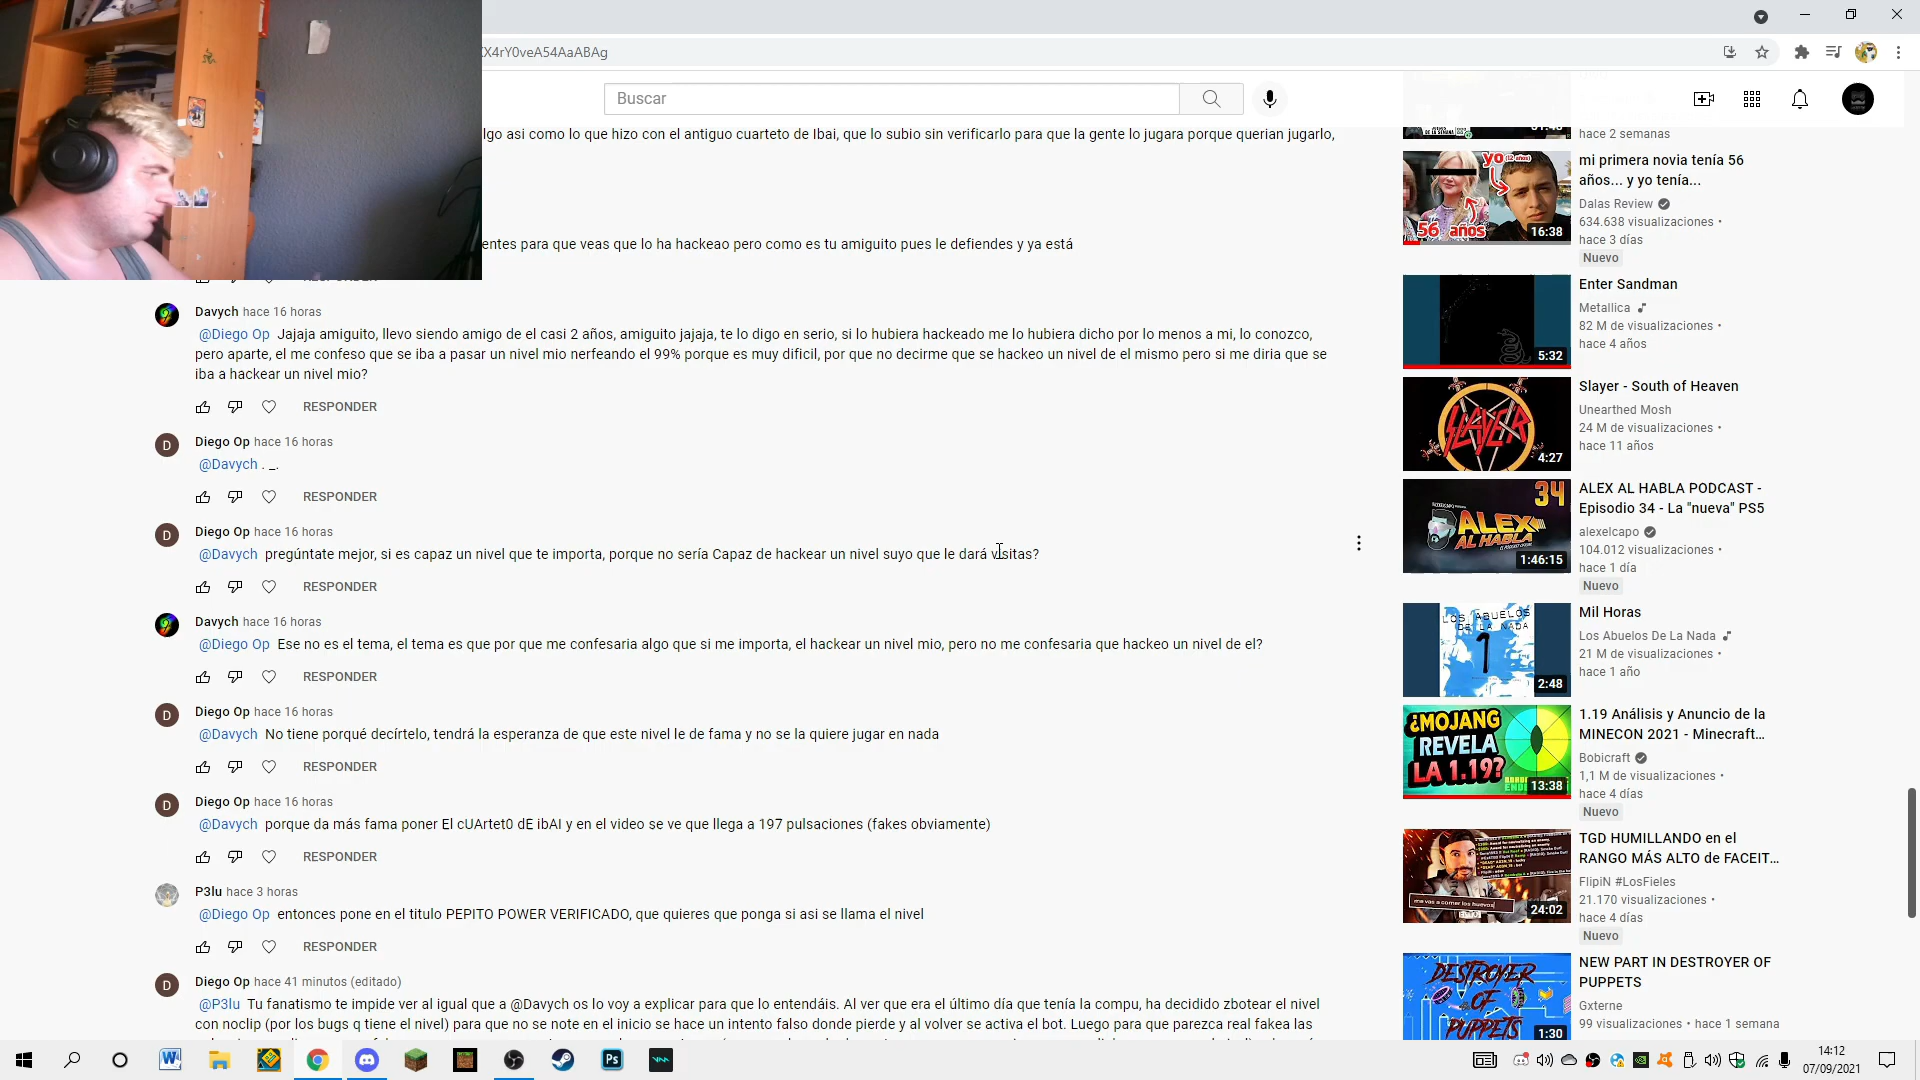 X4rY0veA54AaABAg
Buscar
lgo asi como lo que hizo con el antiguo cuarteto de Ibai, que lo subio sin verificarlo para que la gente lo jugara porque querian jugarlo,
entes para que veas que lo ha hackeao pero como es tu amiguito pues le defiendes y ya está
Davych hace 16 horas
@Diego Op Jajaja amiguito, llevo siendo amigo de el casi 2 años, amiguito jajaja, te lo digo en serio, si lo hubiera hackeado me lo hubiera dicho por lo menos a mi, lo conozco,
pero aparte, el me confeso que se iba a pasar un nivel mio nerfeando el 99% porque es muy dificil, por que no decirme que se hackeo un nivel de el mismo pero si me diria que se
iba a hackear un nivel mio?
RESPONDER
Diego Op hace 16 horas
@Davych . _.
RESPONDER
Diego Op hace 16 horas
@Davych pregúntate mejor, si es capaz un nivel que te importa, porque no sería Capaz de hackear un nivel suyo que le dará visitas?
RESPONDER
Davych hace 16 horas
@Diego Op Ese no es el tema, el tema es que por que me confesaria algo que si me importa, el hackear un nivel mio, pero no me confesaria que hackeo un nivel de el?
RESPONDER
Diego Op hace 16 horas
@Davych No tiene porqué decírtelo, tendrá la esperanza de que este nivel le de fama y no se la quiere jugar en nada
RESPONDER
Diego Op hace 16 horas
@Davych porque da más fama poner El cUArtet0 dE ibAI y en el video se ve que llega a 197 pulsaciones (fakes obviamente)
RESPONDER
P3lu hace 3 horas
@Diego Op entonces pone en el titulo PEPITO POWER VERIFICADO, que quieres que ponga si asi se llama el nivel
RESPONDER
Diego Op hace 41 minutos (editado)
@P3lu Tu fanatismo te impide ver al igual que a @Davych os lo voy a explicar para que lo entendáis. Al ver que era el último día que tenía la compu, ha decidido zbotear el nivel
con noclip (por los bugs q tiene el nivel) para que no se note en el inicio se hace un intento falso donde pierde y al volver se activa el bot. Luego para que parezca real fakea las
hace 2 semanas
yo (12 años)
56 años
16:38
mi primera novia tenía 56
años... y yo tenía...
Dalas Review
634.638 visualizaciones •
hace 3 días
Nuevo
5:32
Enter Sandman
Metallica
82 M de visualizaciones •
hace 4 años
SLAYER
4:27
Slayer - South of Heaven
Unearthed Mosh
24 M de visualizaciones •
hace 11 años
34
ALEX
AL HABLA
1:46:15
ALEX AL HABLA PODCAST -
Episodio 34 - La "nueva" PS5
alexelcapo
104.012 visualizaciones •
hace 1 día
Nuevo
LOS ABUELOS
DE LA NADA
1
2:48
Mil Horas
Los Abuelos De La Nada
21 M de visualizaciones •
hace 1 año
¿MOJANG
REVELA
LA 1.19?
13:38
1.19 Análisis y Anuncio de la
MINECON 2021 - Minecraft...
Bobicraft
1,1 M de visualizaciones •
hace 4 días
Nuevo
me vas a comer los huevos
24:02
TGD HUMILLANDO en el
RANGO MÁS ALTO de FACEIT...
FlipiN #LosFieles
21.170 visualizaciones •
hace 4 días
Nuevo
DESTROYER
OF
PUPPETS
1:30
NEW PART IN DESTROYER OF
PUPPETS
Gxterne
99 visualizaciones • hace 1 semana
14:12
07/09/2021